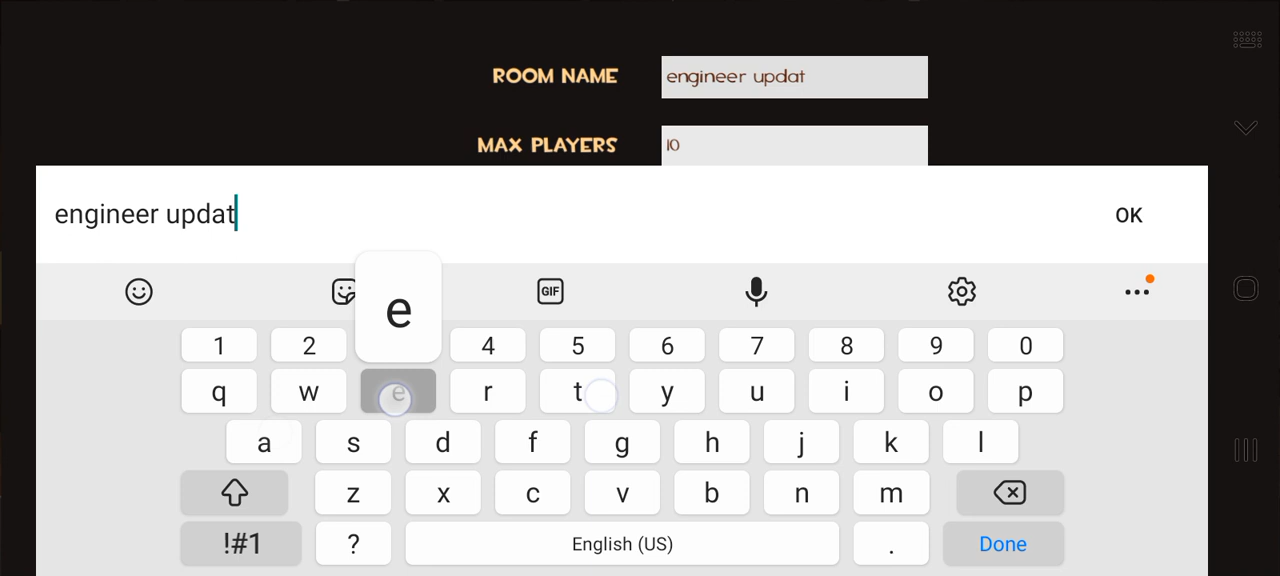 ROOM NAME engineer updat
MAX PLAYERS 10
engineer updat OK
e
GIF
1 2 4 5 6 7 8 9 0
q w e r t y u i o p
a s d f g h j k l
z x c v b n m
!#1 ? English (US) . Done